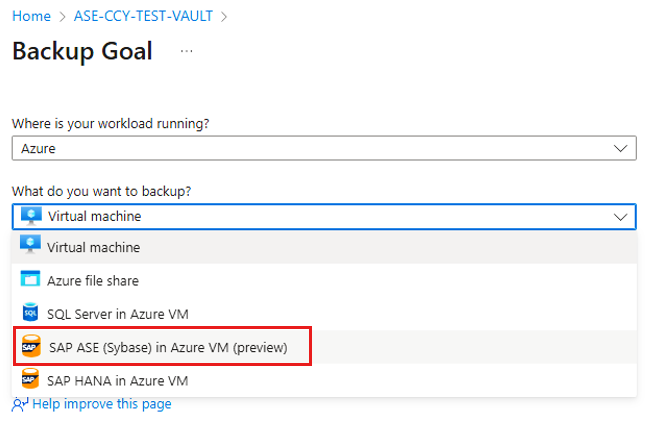 Home > ASE-CCY-TEST-VAULT >
Backup Goal ...
Where is your workload running?
Azure
What do you want to backup?
Virtual machine
Virtual machine
Azure file share
SQL Server in Azure VM
SAP ASE (Sybase) in Azure VM (preview)
SAP HANA in Azure VM
Help improve this page